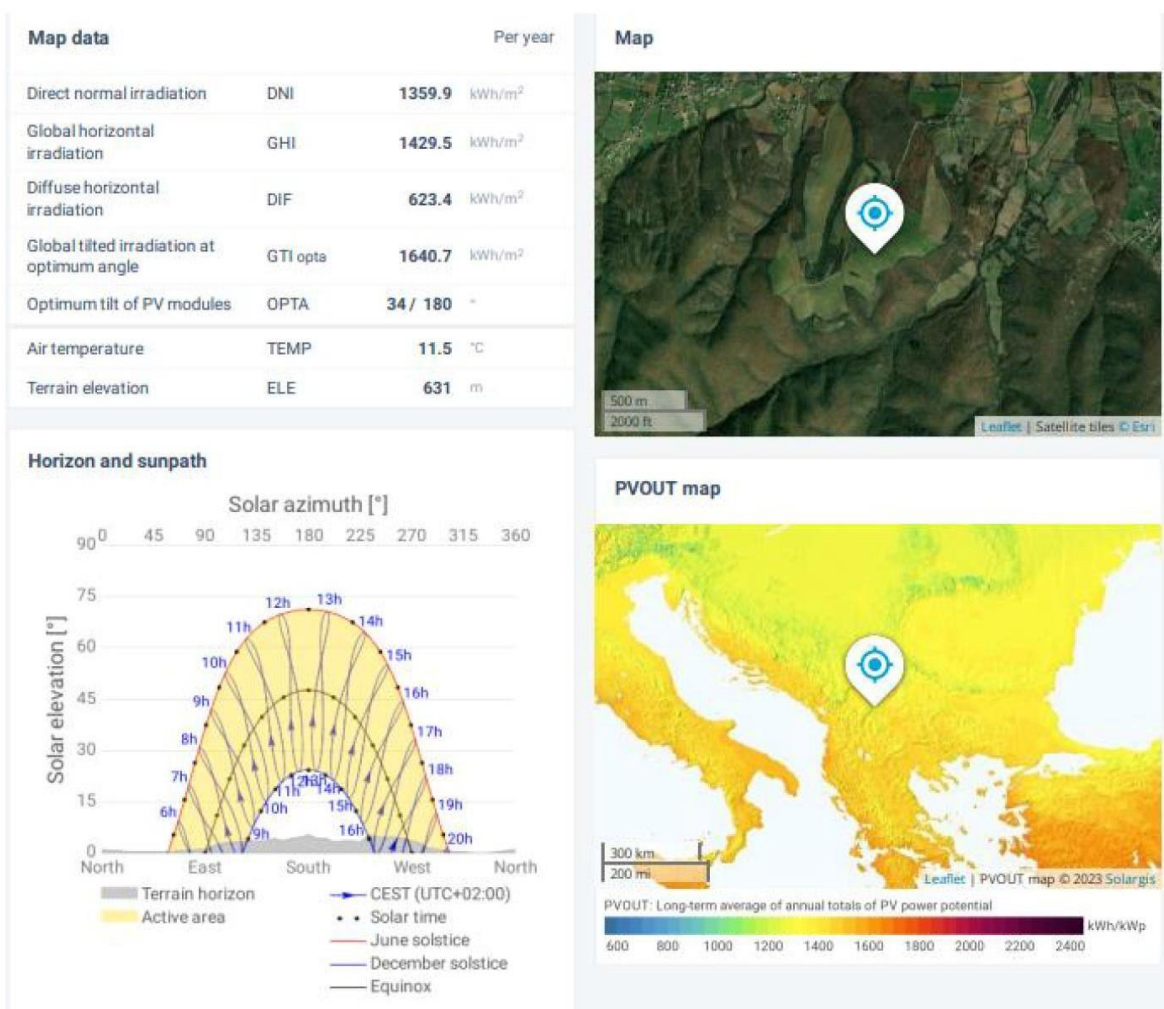 Map data Per year
Direct normal irradiation DNI 1359.9 kWh/m²
Global horizontal
irradiation GHI 1429.5 kWh/m²
Diffuse horizontal
irradiation DIF 623.4 kWh/m²
Global tilted irradiation at
optimum angle GTI opta 1640.7 kWh/m²
Optimum tilt of PV modules OPTA 34 / 180 °
Air temperature TEMP 11.5 °C
Terrain elevation ELE 631 m
Map
500 m
2000 ft
Leaflet | Satellite tiles © Esri
Horizon and sunpath
Solar azimuth [°]
0 45 90 135 180 225 270 315 360
Solar elevation [°]
90
75
60
45
30
15
0
12h 13h
11h 14h
10h 15h
9h 16h
8h 17h
7h 18h
6h 19h
20h
12h 13h
11h 14h
10h 15h
9h 16h
North East South West North
Terrain horizon
Active area
CEST (UTC+02:00)
Solar time
June solstice
December solstice
Equinox
PVOUT map
300 km
200 mi
Leaflet | PVOUT map © 2023 Solargis
PVOUT: Long-term average of annual totals of PV power potential
kWh/kWp
600 800 1000 1200 1400 1600 1800 2000 2200 2400